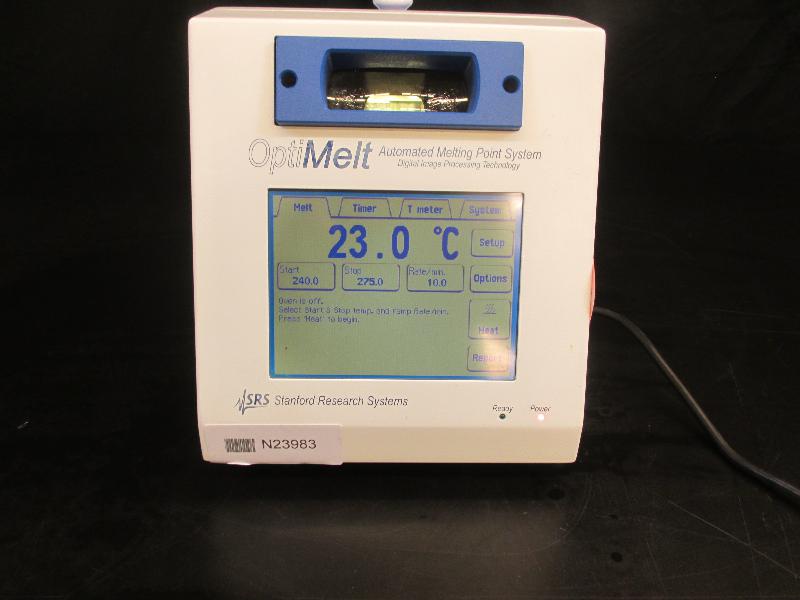 OptiMelt Automated Melting Point System
Digital Image Processing Technology
Melt Timer T meter System
23.0 °C
Setup
Start Stop Rate/min.
240.0 275.0 10.0
Options
Oven is off.
Select Start & Stop temp. and ramp Rate/min.
Press 'Heat' to begin.
Heat
Report
SRS Stanford Research Systems
Ready Power
N23983